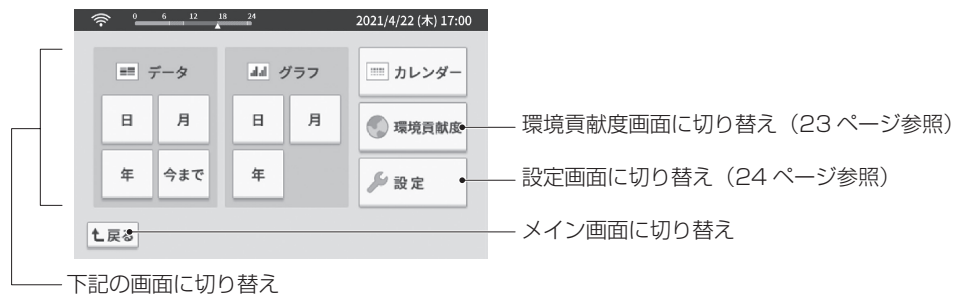 0 6 12 18 24 2021/4/22 (木) 17:00
データ グラフ カレンダー
日 月 日 月 環境貢献度 環境貢献度画面に切り替え（23 ページ参照）
年 今まで 年 設定 設定画面に切り替え（24 ページ参照）
戻る メイン画面に切り替え
下記の画面に切り替え